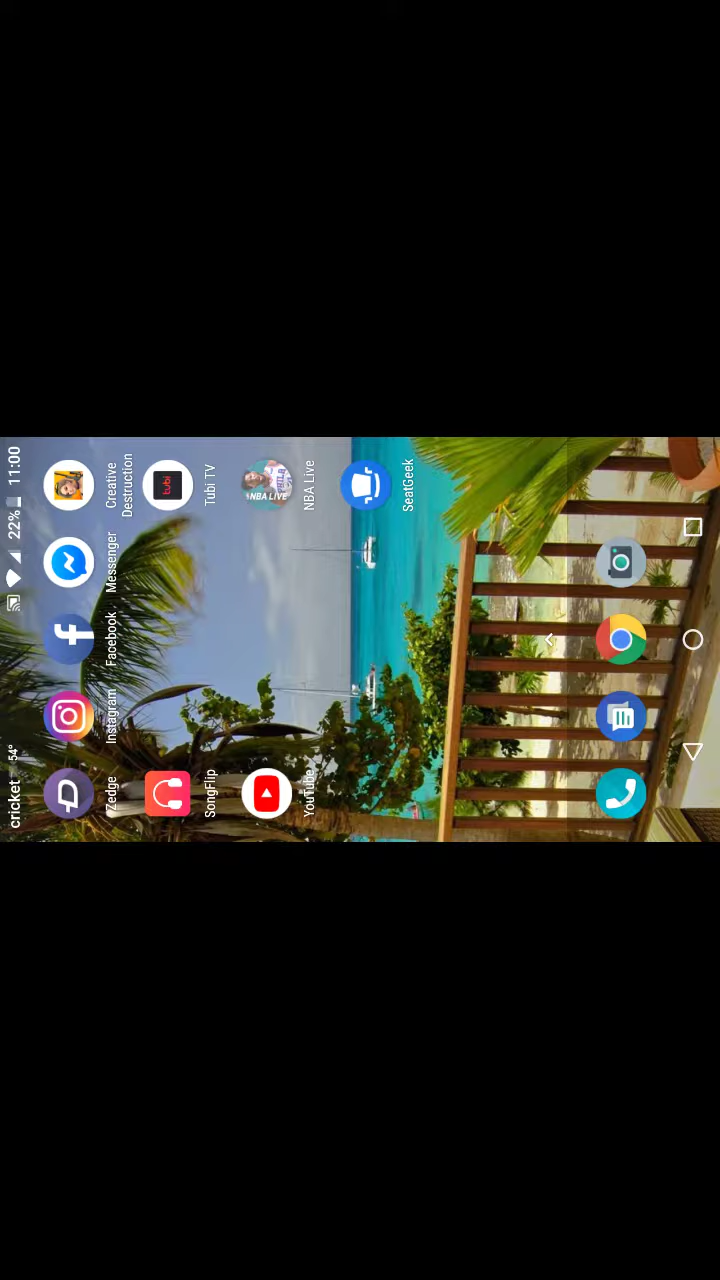 cricket 54° 22% 11:00
Zedge Instagram Facebook Messenger Creative
Destruction
tubi
SongFlip Tubi TV
NBA LIVE
YouTube NBA Live
SeatGeek